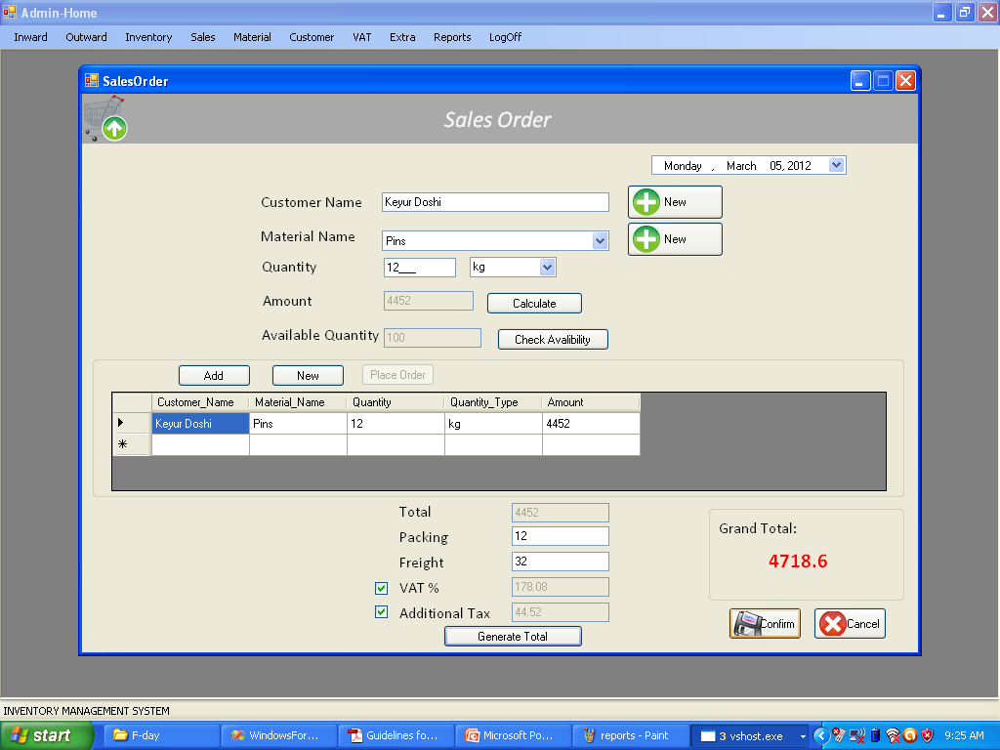 Admin-Home
Inward Outward Inventory Sales Material Customer VAT Extra Reports LogOff
SalesOrder
Sales Order
Monday , March 05, 2012
Customer Name Keyur Doshi New
Material Name Pins New
Quantity 12__ kg
Amount 4452 Calculate
Available Quantity 100 Check Avalibility
Add New Place Order
Customer_Name Material_Name Quantity Quantity_Type Amount
Keyur Doshi Pins 12 kg 4452
Total 4452
Packing 12
Freight 32
VAT % 178.08
Additional Tax 44.52
Generate Total
Grand Total:
4718.6
Confirm Cancel
INVENTORY MANAGEMENT SYSTEM
start F-day WindowsFor... Guidelines fo... Microsoft Po... reports - Paint 3 vshost.exe 9:25 AM